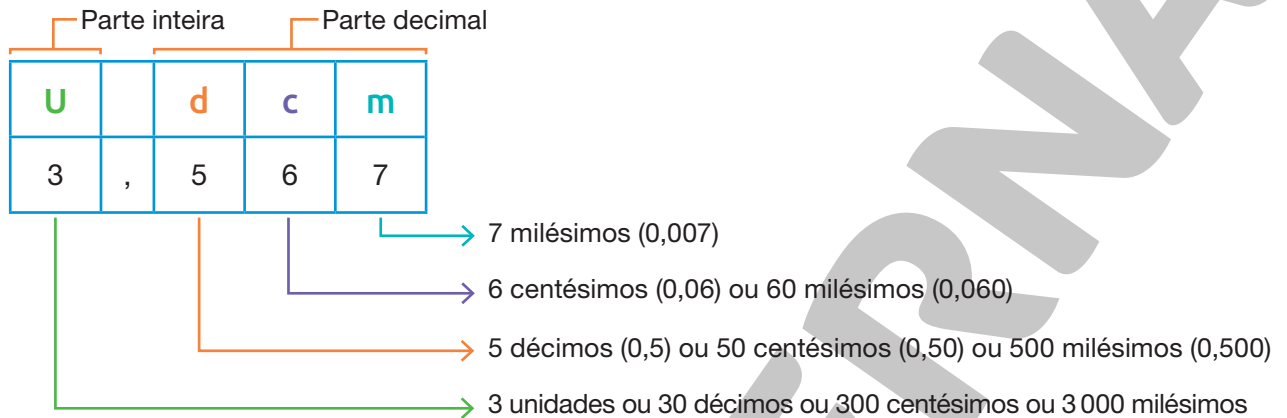 Parte inteira Parte decimal
U d c m
3 , 5 6 7
7 milésimos (0,007)
6 centésimos (0,06) ou 60 milésimos (0,060)
5 décimos (0,5) ou 50 centésimos (0,50) ou 500 milésimos (0,500)
3 unidades ou 30 décimos ou 300 centésimos ou 3 000 milésimos